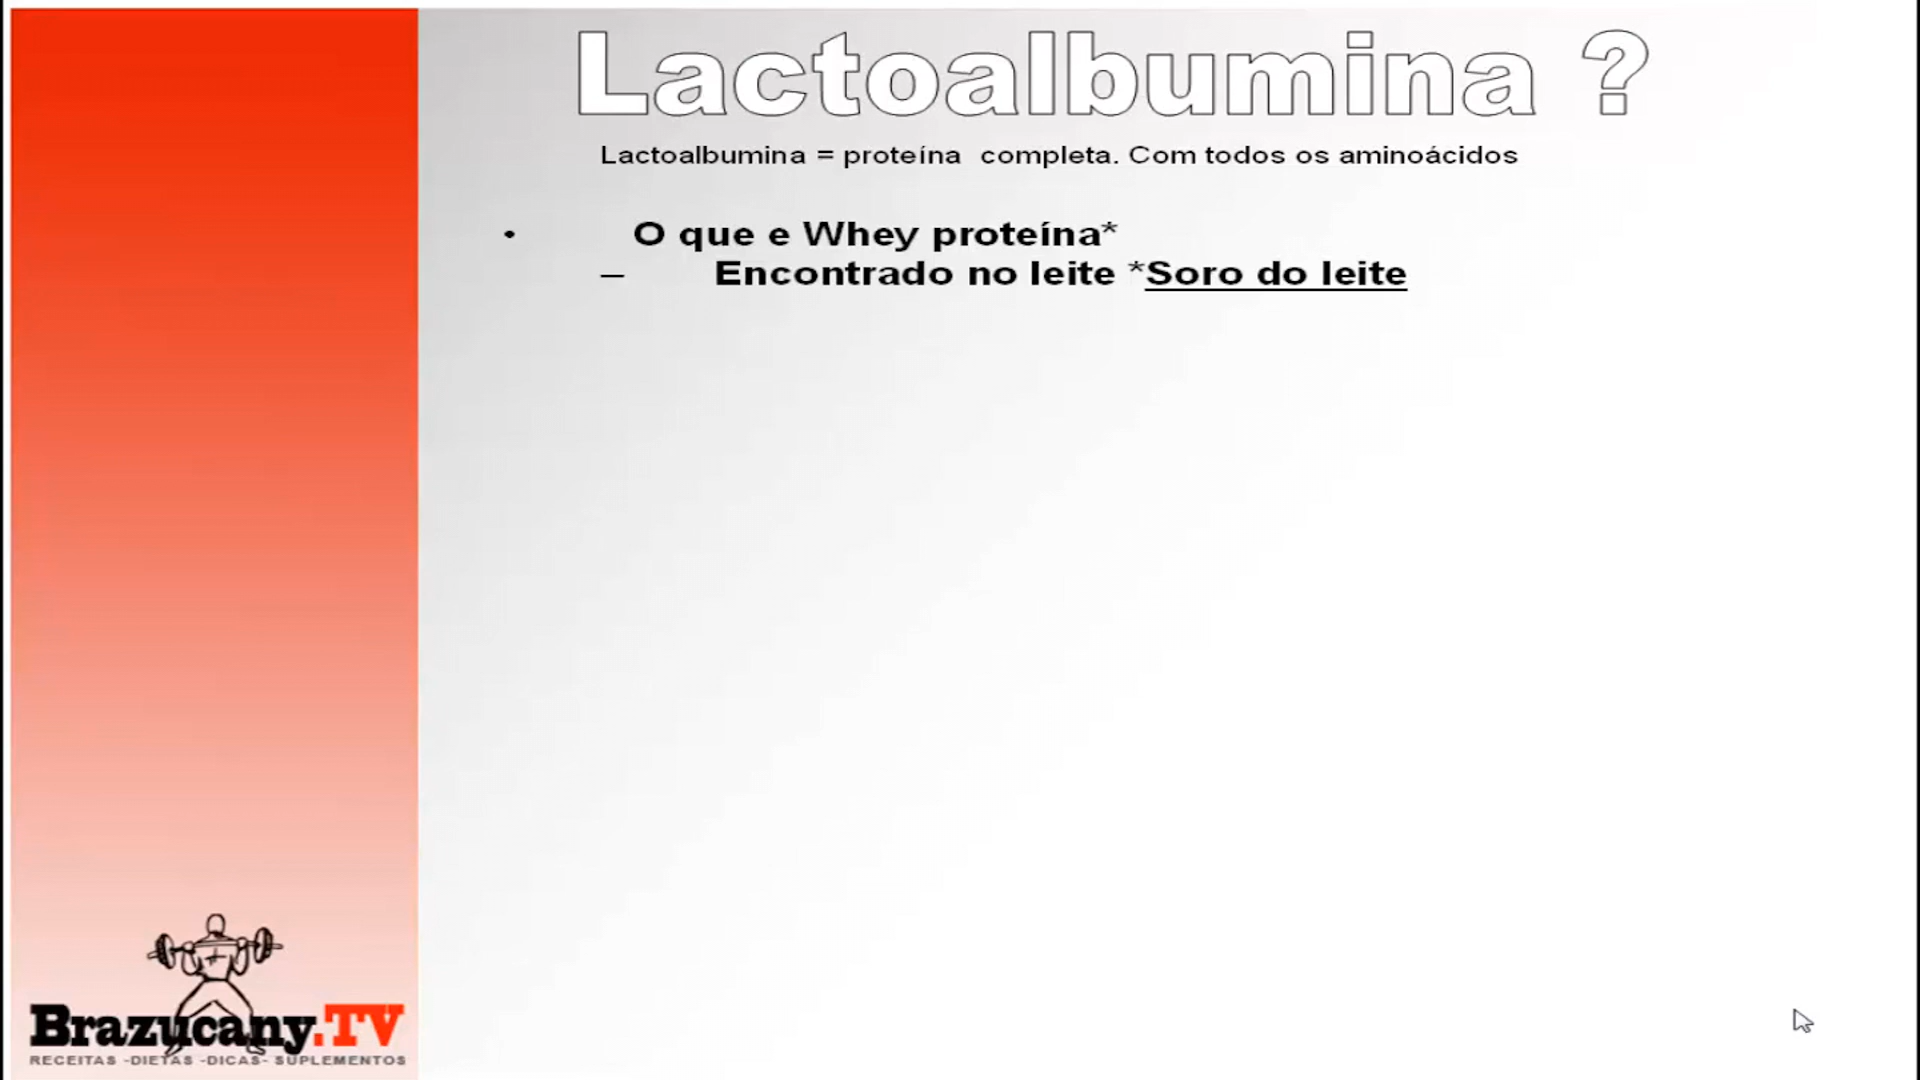 Lactoalbumina ?
Lactoalbumina = proteína completa. Com todos os aminoácidos
• O que e Whey proteína*
– Encontrado no leite *Soro do leite
Brazucany.TV
RECEITAS -DIETAS -DICAS- SUPLEMENTOS